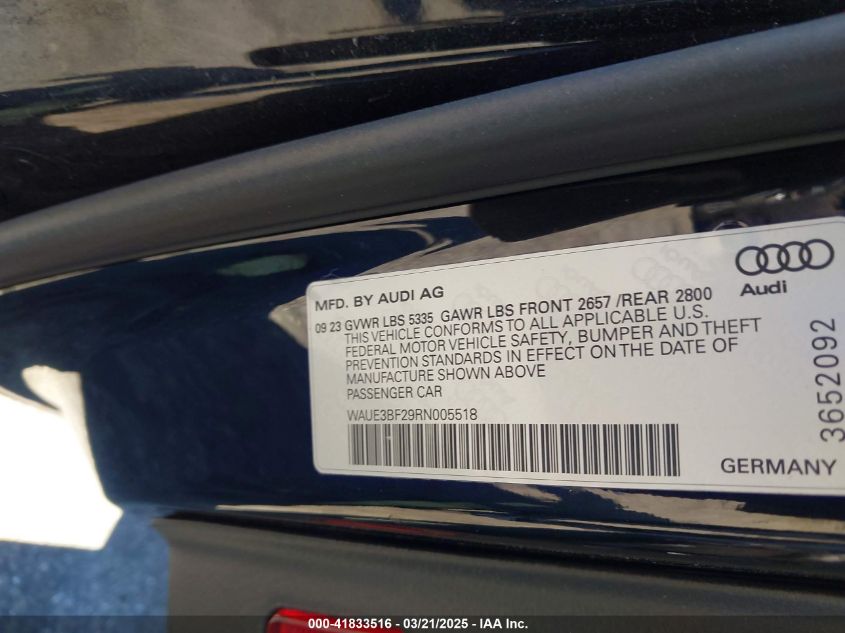 MFD. BY AUDI AG
09 23 GVWR LBS 5335 GAWR LBS FRONT 2657 /REAR 2800
THIS VEHICLE CONFORMS TO ALL APPLICABLE U.S.
FEDERAL MOTOR VEHICLE SAFETY, BUMPER AND THEFT
PREVENTION STANDARDS IN EFFECT ON THE DATE OF
MANUFACTURE SHOWN ABOVE
PASSENGER CAR
WAUE3BF29RN005518
Audi
3652092
GERMANY
000-41833516 — 03/21/2025 — IAA Inc.